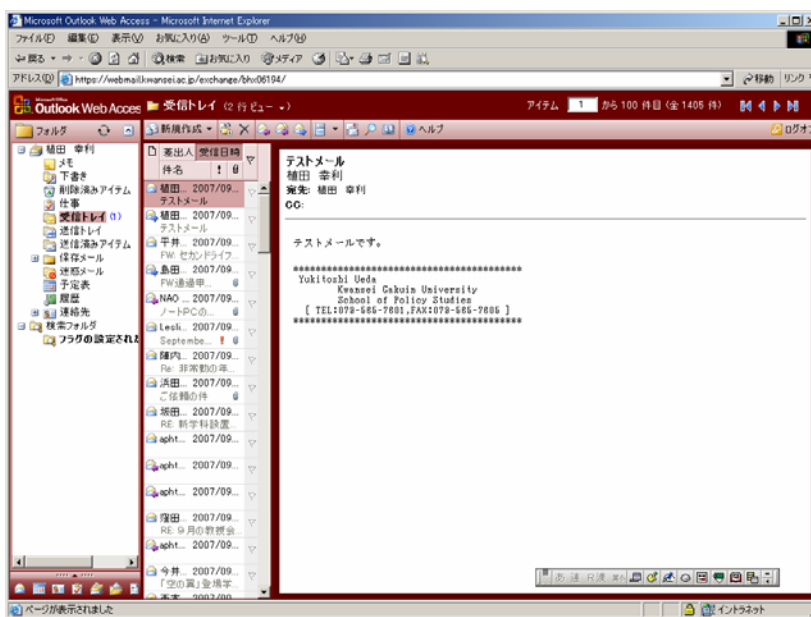 Microsoft Outlook Web Access - Microsoft Internet Explorer
ファイル(F) 編集(E) 表示(V) お気に入り(A) ツール(T) ヘルプ(H)
戻る 検索 お気に入り メディア
アドレス(D) https://webmail.kwansei.ac.jp/exchange/bhx06194/ 移動 リンク
Microsoft Office
Outlook Web Access 受信トレイ (2 行ビュー) アイテム 1 から 100 件目 (全 1405 件)
フォルダ 新規作成 ヘルプ ログオ
植田 幸利
メモ
下書き
削除済みアイテム
仕事
受信トレイ (1)
送信トレイ
送信済みアイテム
保存メール
迷惑メール
予定表
履歴
連絡先
検索フォルダ
フラグの設定された
差出人 受信日時
件名 !
植田... 2007/09...
テストメール
植田... 2007/09...
テストメール
平井... 2007/09...
FW: セカンドライフ...
島田... 2007/09...
FW:通過甲...
NAO ... 2007/09...
ノートPCの...
Lesli... 2007/09...
Septembe... !
陣内... 2007/09...
Re: 非常勤の年...
浜田... 2007/09...
ご依頼の件
坂田... 2007/09...
RE: 新学科設置...
apht... 2007/09...
apht... 2007/09...
apht... 2007/09...
窪田... 2007/09...
RE: 9月の教授会...
apht... 2007/09...
今井... 2007/09...
「空の翼」登場学...
2007/09
テストメール
植田 幸利
宛先: 植田 幸利
CC:
テストメールです。
******************************************
Yukitoshi Ueda
Kwansei Gakuin University
School of Policy Studies
[ TEL:079-565-7601,FAX:079-565-7605 ]
******************************************
あ 連 R漢
ページが表示されました イントラネット